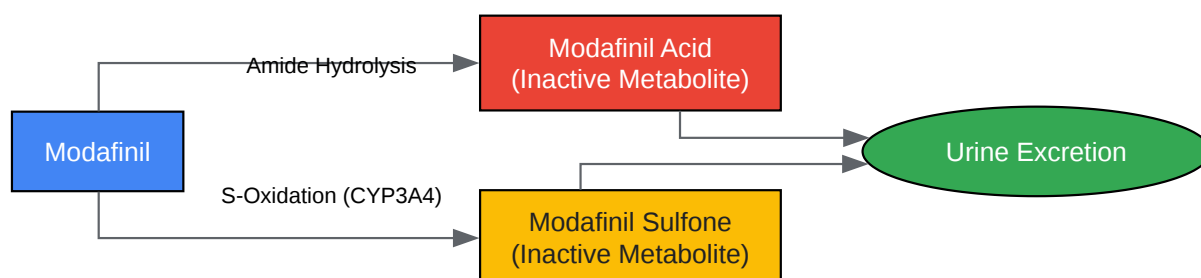 Modafinil
Amide Hydrolysis
Modafinil Acid
(Inactive Metabolite)
S-Oxidation (CYP3A4)
Modafinil Sulfone
(Inactive Metabolite)
Urine Excretion